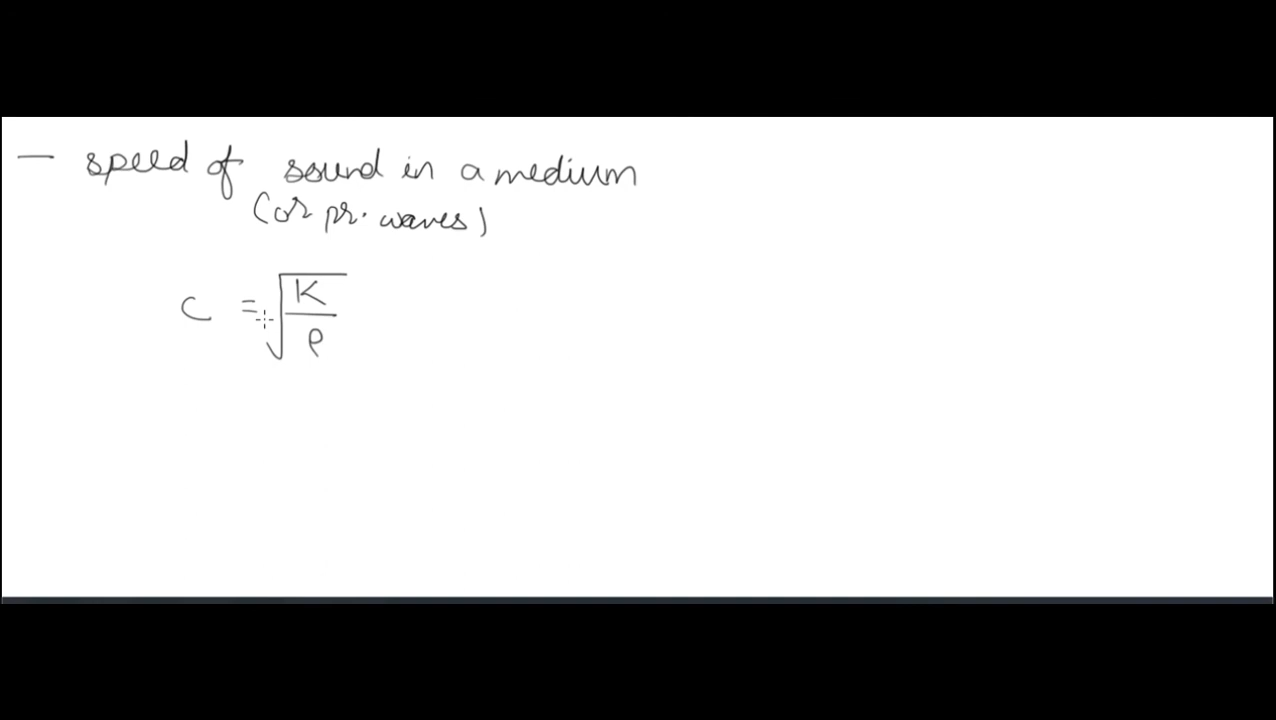 — speed of sound in a medium
(or pr. waves)
C = √(K/ρ)